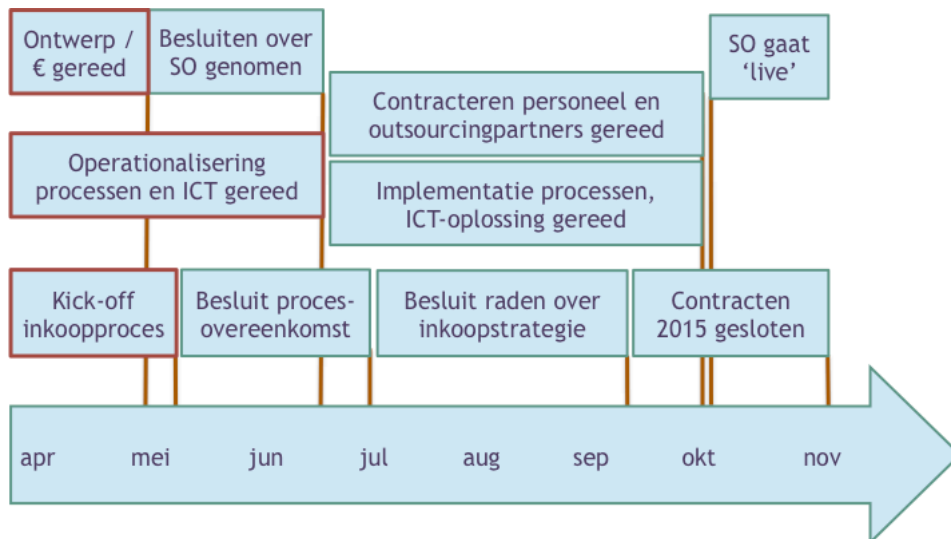 Ontwerp /
€ gereed
Besluiten over
SO genomen
SO gaat
‘live’
Contracteren personeel en
outsourcingpartners gereed
Operationalisering
processen en ICT gereed
Implementatie processen,
ICT-oplossing gereed
Kick-off
inkoopproces
Besluit proces-
overeenkomst
Besluit raden over
inkoopstrategie
Contracten
2015 gesloten
apr mei jun jul aug sep okt nov